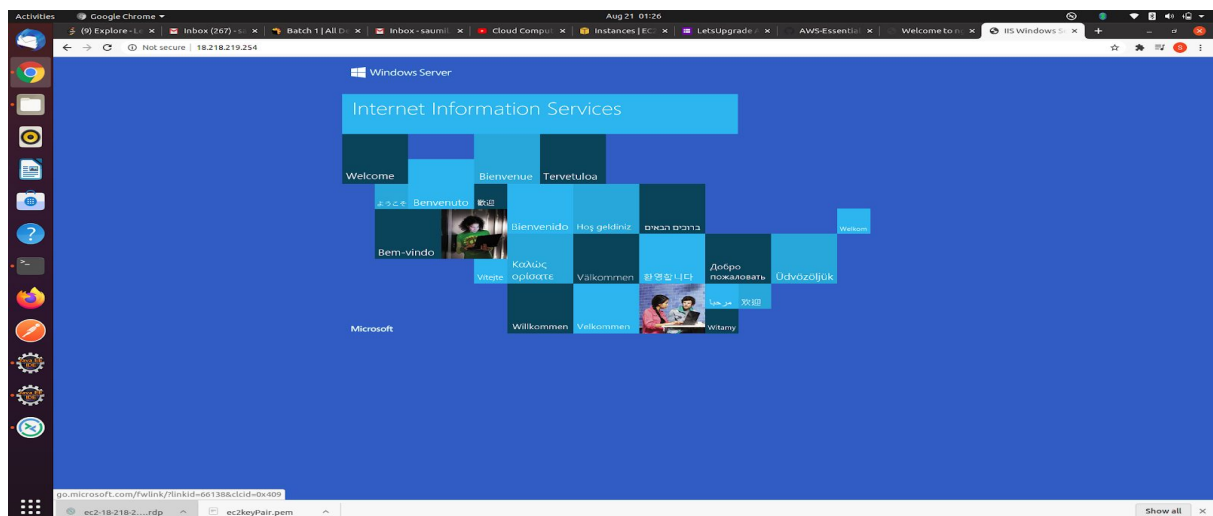 Activities
Google Chrome
Aug 21 01:26
(9) Explore - L
Inbox (267) - sa
Batch 1 | All D
Inbox - saumil
Cloud Comput
Instances | EC
LetsUpgrade
AWS-Essential
Welcome to n
IIS Windows S
Not secure | 18.218.219.254
Windows Server
Internet Information Services
Welcome
Bienvenue
Tervetuloa
ようこそ
Benvenuto
歡迎
Bem-vindo
Bienvenido
Hoş geldiniz
ברוכים הבאים
Welkom
Vítejte
Καλώς
ορίσατε
Välkommen
환영합니다
Добро
пожаловать
Üdvözöljük
Microsoft
Willkommen
Velkommen
مرحبا
欢迎
Witamy
go.microsoft.com/fwlink/?linkid=66138&clcid=0x409
ec2-18-218-2....rdp
ec2keyPair.pem
Show all